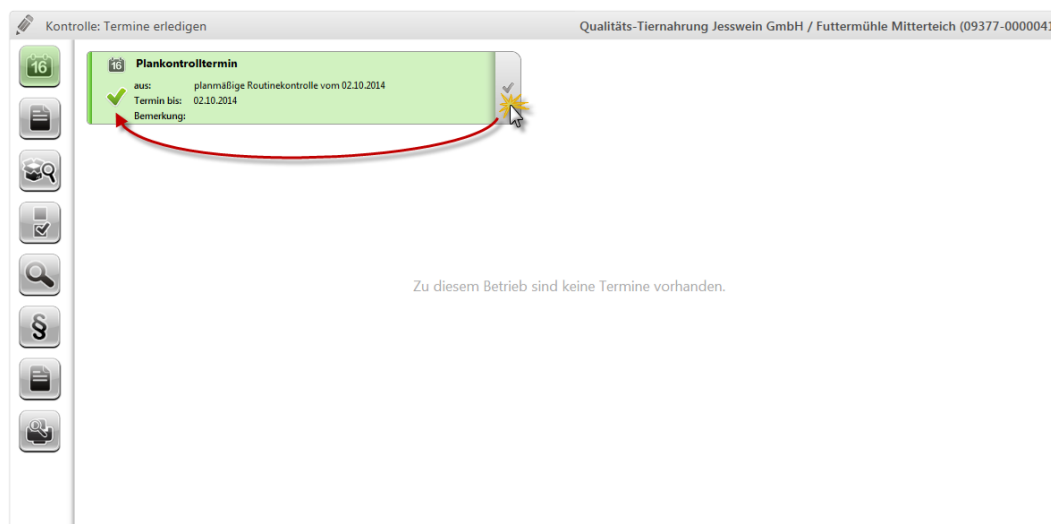 Kontrolle: Termine erledigen
Qualitäts-Tiernahrung Jesswein GmbH / Futtermühle Mitterteich (09377-0000041
16
16 Plankontrolltermin
aus: planmäßige Routinekontrolle vom 02.10.2014
Termin bis: 02.10.2014
Bemerkung:
Zu diesem Betrieb sind keine Termine vorhanden.
§